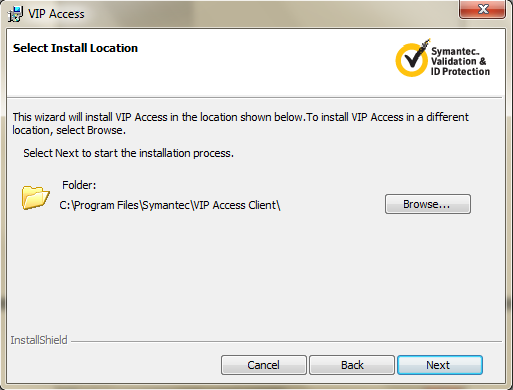 VIP Access
Select Install Location
Symantec™
Validation &
ID Protection
This wizard will install VIP Access in the location shown below.To install VIP Access in a different
location, select Browse.
Select Next to start the installation process.
Folder:
C:\Program Files\Symantec\VIP Access Client\
Browse...
InstallShield
Cancel
Back
Next